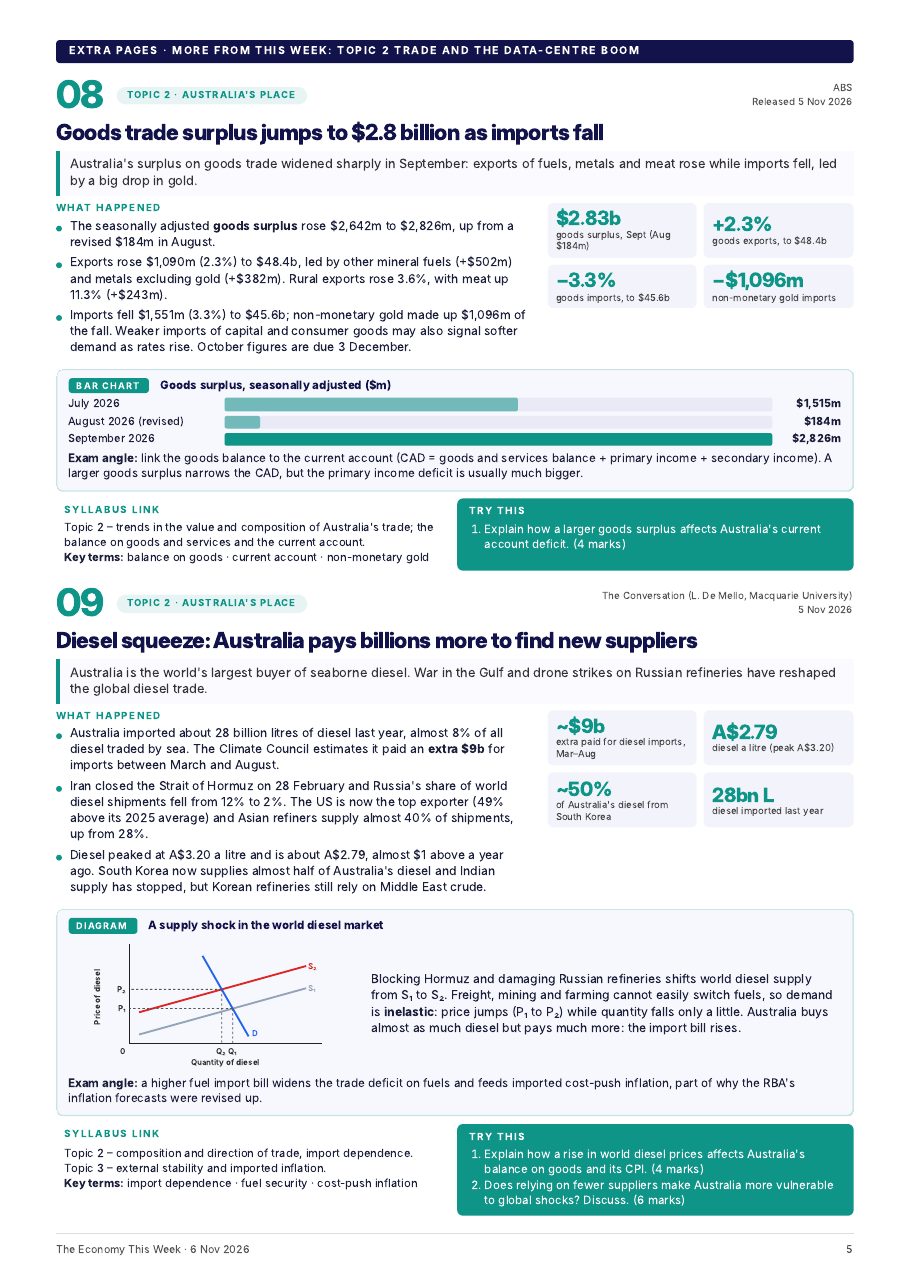 EXTRA PAGES · MORE FROM THIS WEEK: TOPIC 2 TRADE AND THE DATA-CENTRE BOOM
08
TOPIC 2 · AUSTRALIA'S PLACE
ABS
Released 5 Nov 2026
Goods trade surplus jumps to $2.8 billion as imports fall
Australia's surplus on goods trade widened sharply in September: exports of fuels, metals and meat rose while imports fell, led
by a big drop in gold.
WHAT HAPPENED
● The seasonally adjusted goods surplus rose $2,642m to $2,826m, up from a
revised $184m in August.
● Exports rose $1,090m (2.3%) to $48.4b, led by other mineral fuels (+$502m)
and metals excluding gold (+$382m). Rural exports rose 3.6%, with meat up
11.3% (+$243m).
● Imports fell $1,551m (3.3%) to $45.6b; non-monetary gold made up $1,096m of
the fall. Weaker imports of capital and consumer goods may also signal softer
demand as rates rise. October figures are due 3 December.
$2.83b
goods surplus, Sept (Aug
$184m)
+2.3%
goods exports, to $48.4b
−3.3%
goods imports, to $45.6b
−$1,096m
non-monetary gold imports
BAR CHART
Goods surplus, seasonally adjusted ($m)
July 2026
$1,515m
August 2026 (revised)
$184m
September 2026
$2,826m
Exam angle: link the goods balance to the current account (CAD = goods and services balance + primary income + secondary income). A
larger goods surplus narrows the CAD, but the primary income deficit is usually much bigger.
SYLLABUS LINK
Topic 2 – trends in the value and composition of Australia's trade; the
balance on goods and services and the current account.
Key terms: balance on goods · current account · non-monetary gold
TRY THIS
1. Explain how a larger goods surplus affects Australia's current
account deficit. (4 marks)
09
TOPIC 2 · AUSTRALIA'S PLACE
The Conversation (L. De Mello, Macquarie University)
5 Nov 2026
Diesel squeeze: Australia pays billions more to find new suppliers
Australia is the world's largest buyer of seaborne diesel. War in the Gulf and drone strikes on Russian refineries have reshaped
the global diesel trade.
WHAT HAPPENED
● Australia imported about 28 billion litres of diesel last year, almost 8% of all
diesel traded by sea. The Climate Council estimates it paid an extra $9b for
imports between March and August.
● Iran closed the Strait of Hormuz on 28 February and Russia's share of world
diesel shipments fell from 12% to 2%. The US is now the top exporter (49%
above its 2025 average) and Asian refiners supply almost 40% of shipments,
up from 28%.
● Diesel peaked at A$3.20 a litre and is about A$2.79, almost $1 above a year
ago. South Korea now supplies almost half of Australia's diesel and Indian
supply has stopped, but Korean refineries still rely on Middle East crude.
~$9b
extra paid for diesel imports,
Mar–Aug
A$2.79
diesel a litre (peak A$3.20)
~50%
of Australia's diesel from
South Korea
28bn L
diesel imported last year
DIAGRAM
A supply shock in the world diesel market
Price of diesel
P₂
P₁
0
S₂
S₁
D
Q₂ Q₁
Quantity of diesel
Blocking Hormuz and damaging Russian refineries shifts world diesel supply
from S₁ to S₂. Freight, mining and farming cannot easily switch fuels, so demand
is inelastic: price jumps (P₁ to P₂) while quantity falls only a little. Australia buys
almost as much diesel but pays much more: the import bill rises.
Exam angle: a higher fuel import bill widens the trade deficit on fuels and feeds imported cost-push inflation, part of why the RBA's
inflation forecasts were revised up.
SYLLABUS LINK
Topic 2 – composition and direction of trade, import dependence.
Topic 3 – external stability and imported inflation.
Key terms: import dependence · fuel security · cost-push inflation
TRY THIS
1. Explain how a rise in world diesel prices affects Australia's
balance on goods and its CPI. (4 marks)
2. Does relying on fewer suppliers make Australia more vulnerable
to global shocks? Discuss. (6 marks)
The Economy This Week · 6 Nov 2026
5